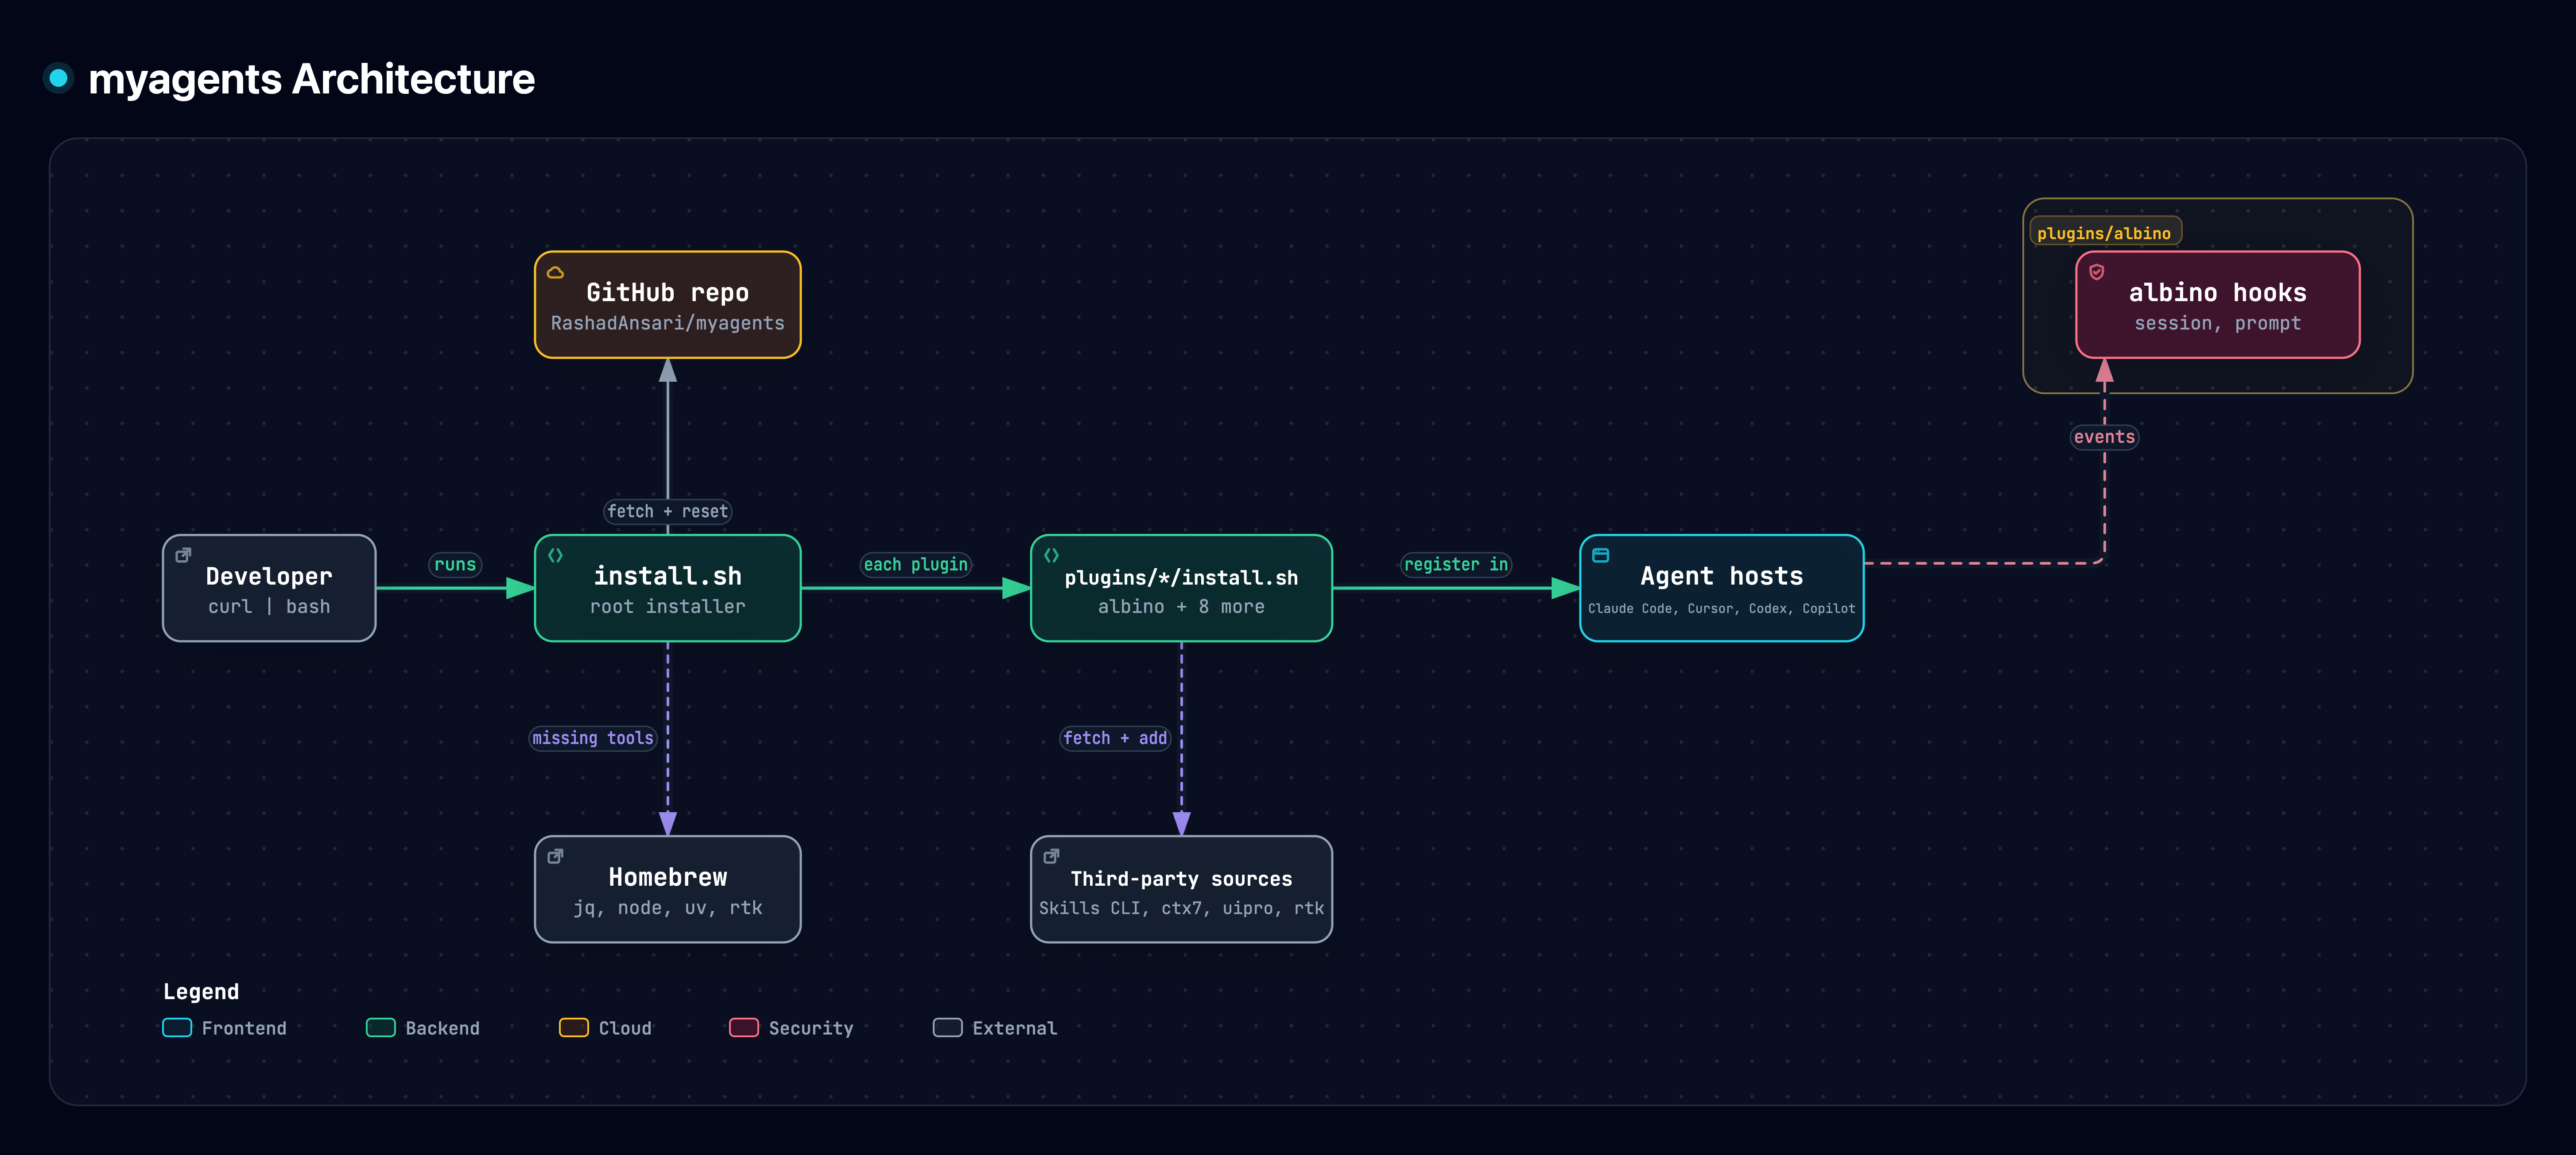 myagents Architecture
plugins/albino
GitHub repo
RashadAnsari/myagents
albino hooks
session, prompt
events
fetch + reset
Developer
curl | bash
runs
install.sh
root installer
each plugin
plugins/*/install.sh
albino + 8 more
register in
Agent hosts
Claude Code, Cursor, Codex, Copilot
missing tools
fetch + add
Homebrew
jq, node, uv, rtk
Third-party sources
Skills CLI, ctx7, uipro, rtk
Legend
Frontend
Backend
Cloud
Security
External